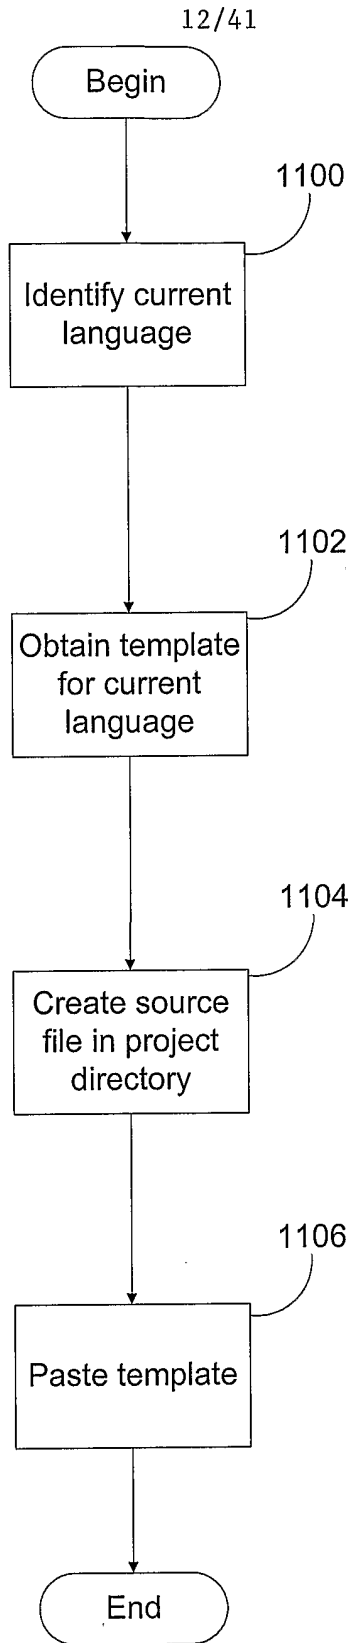 12/41
Begin
1100
Identify current
language
1102
Obtain template
for current
language
1104
Create source
file in project
directory
1106
Paste template
End